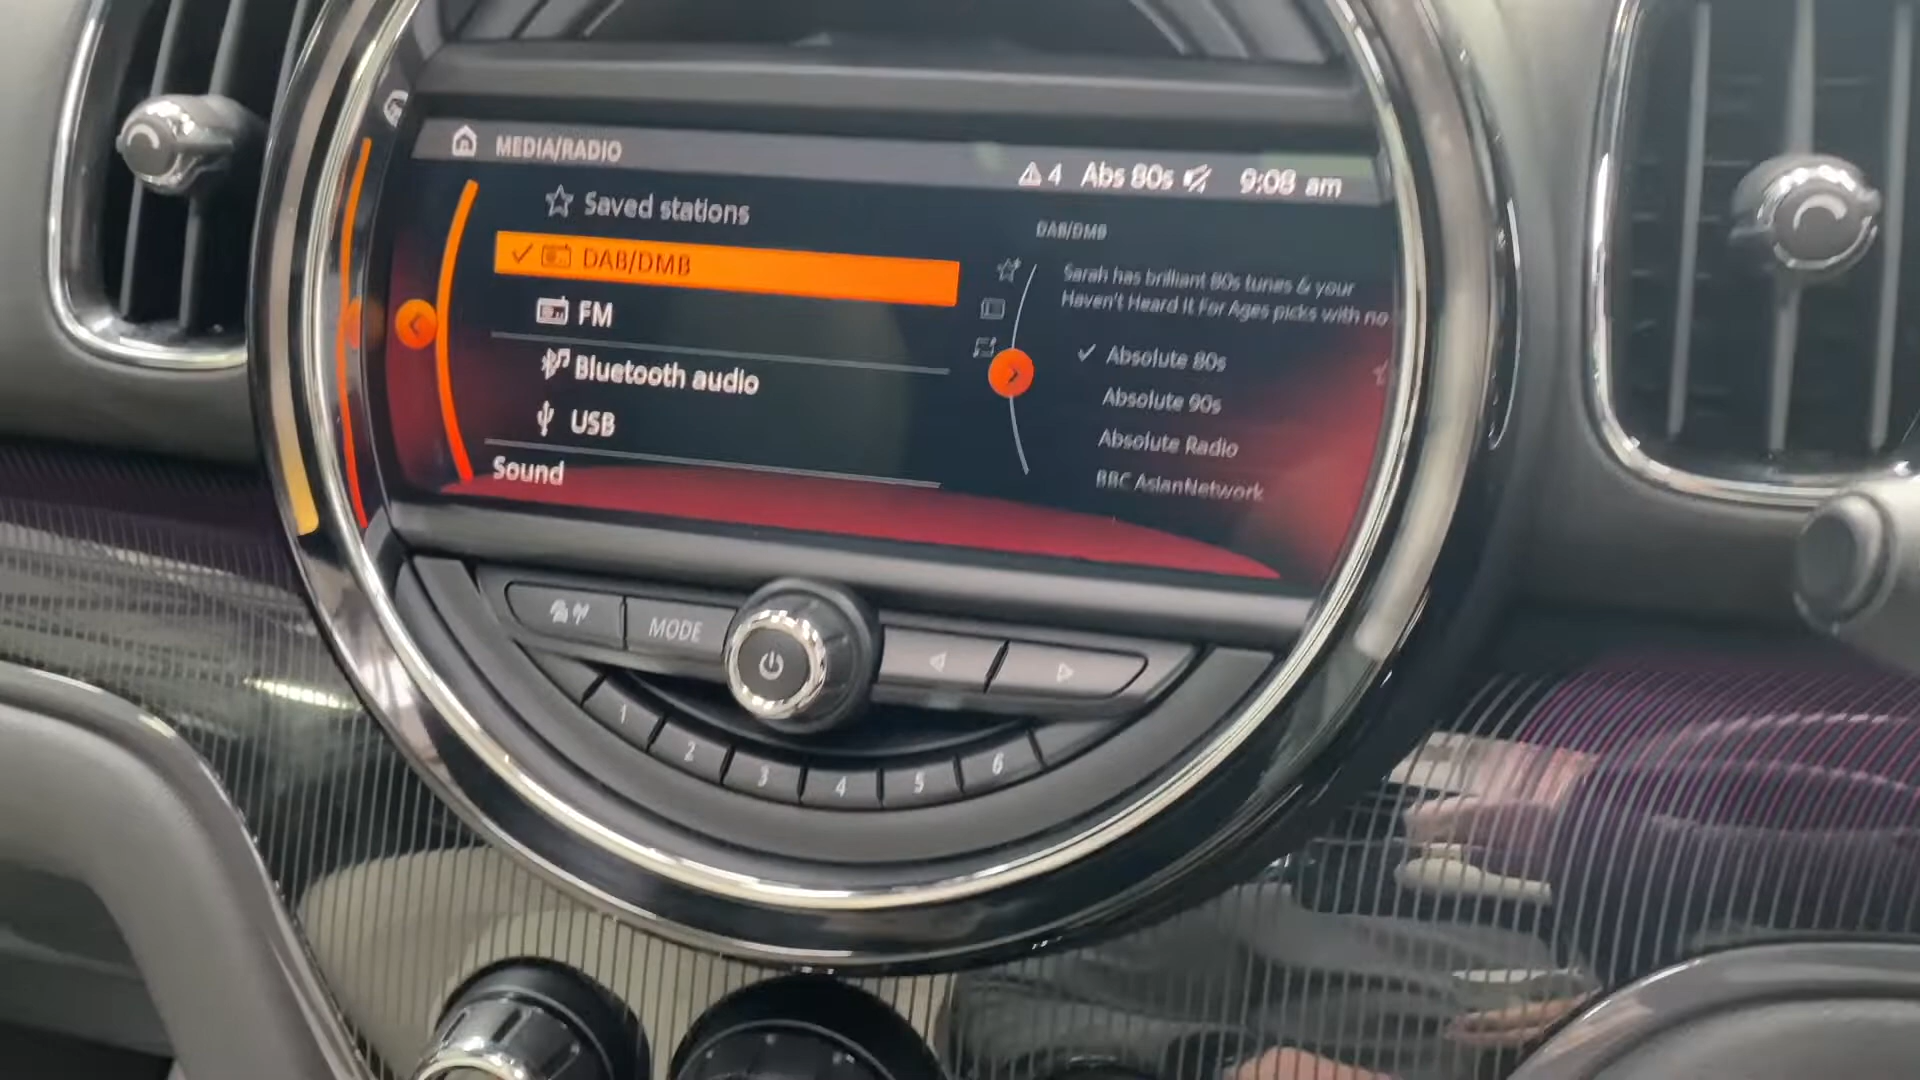 MEDIA/RADIO
4 Abs 80s 9:08 am
Saved stations
DAB/DMB
FM
Bluetooth audio
USB
Sound
DAB/DMB
Sarah has brilliant 80s tunes & your
Haven't Heard It For Ages picks with no
Absolute 80s
Absolute 90s
Absolute Radio
BBC AsianNetwork
MODE
1
2
3
4
5
6